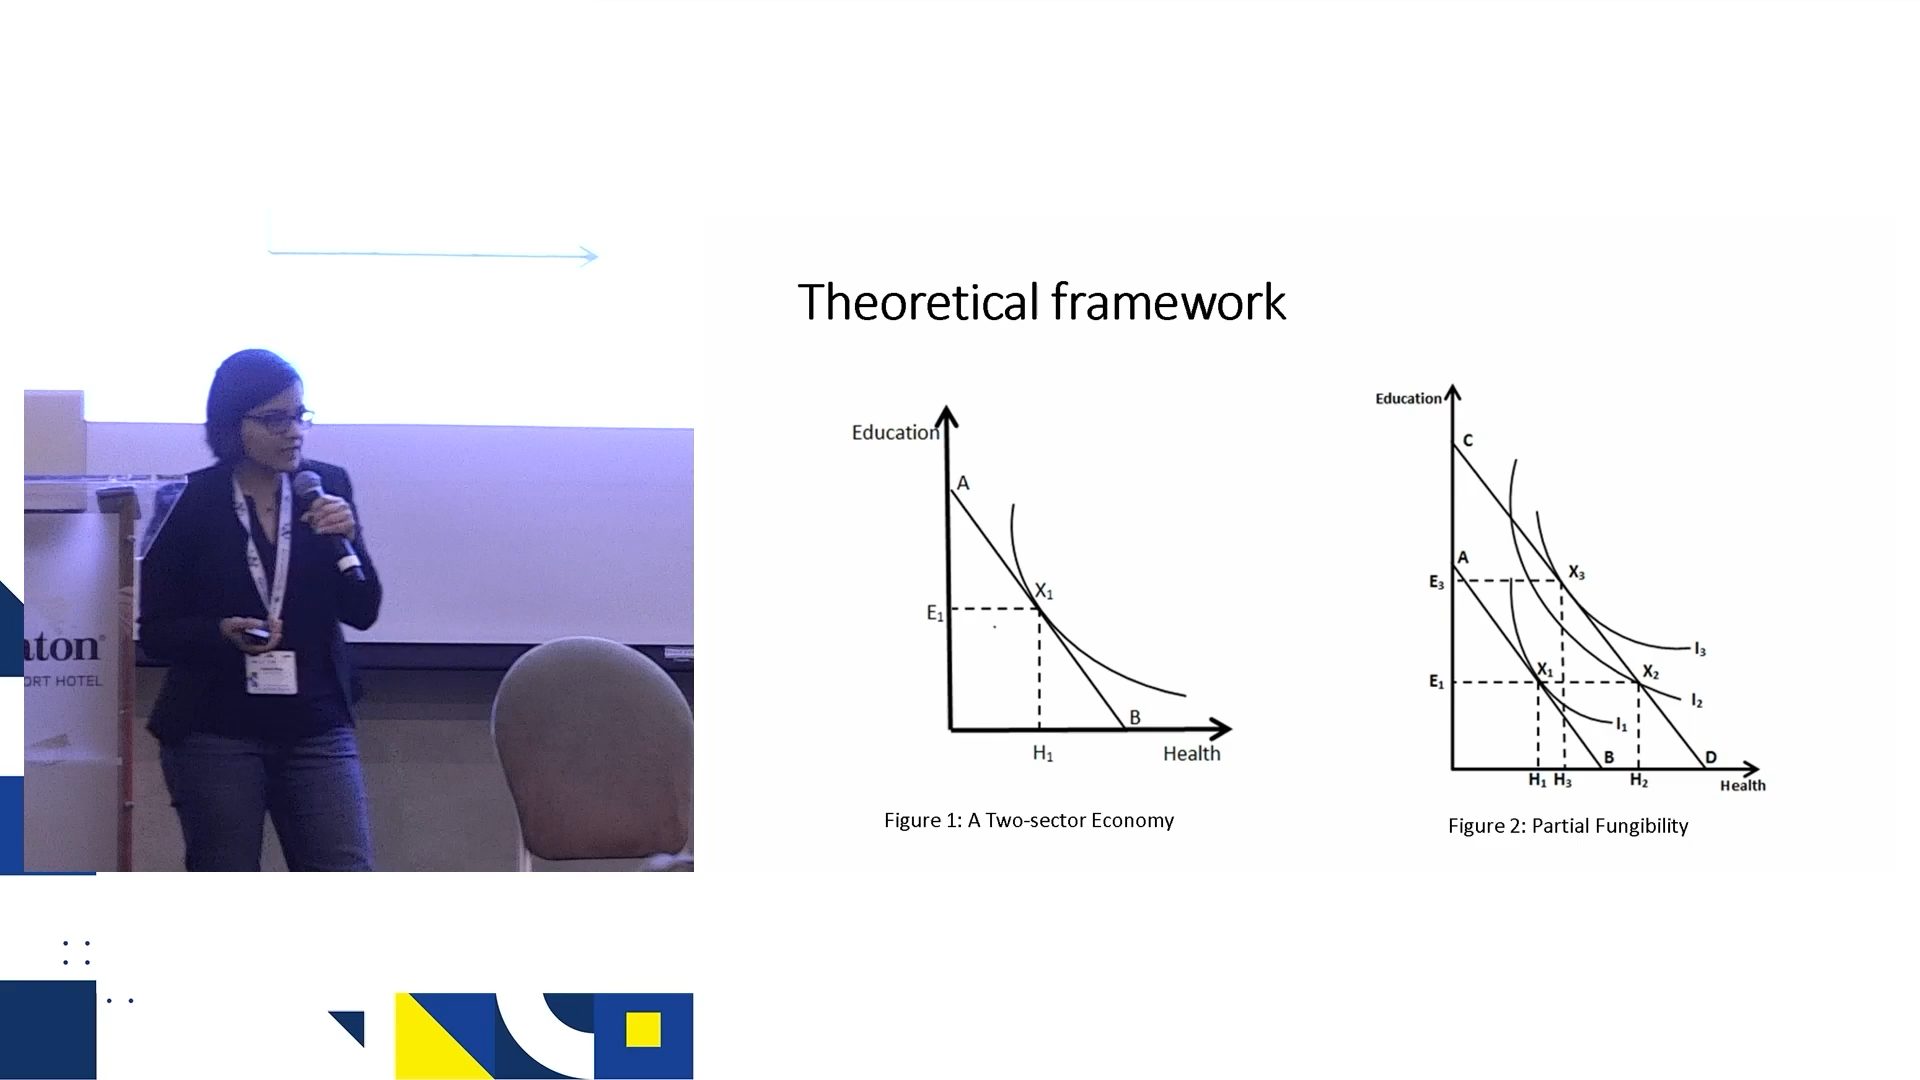 Theoretical framework
Education
A
X₁
E₁
B
H₁
Health
Figure 1: A Two-sector Economy
Education
C
A
E₃
X₃
I₃
E₁
X₁
X₂
I₂
I₁
B
D
H₁ H₃ H₂
Health
Figure 2: Partial Fungibility
aton
ORT HOTEL